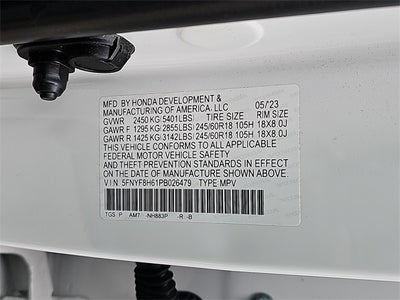 MFD. BY HONDA DEVELOPMENT &
MANUFACTURING OF AMERICA, LLC 05/23
GVWR 2450 KG 5401LBS TIRE SIZE RIM SIZE
GAWR F 1295 KG 2855LBS 245/60R18 105H 18X8.0J
GAWR R 1425 KG 3142LBS 245/60R18 105H 18X8.0J
THIS VEHICLE CONFORMS TO ALL APPLICABLE
FEDERAL MOTOR VEHICLE SAFETY
AND THEFT PREVENTION STANDARDS IN EFFECT
ON THE DATE OF MANUFACTURE SHOWN ABOVE.
V I N: 5FNYF8H61PB026479 TYPE: MPV
TGS P AM7 -NH883P -R -B